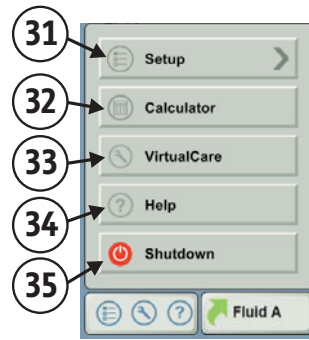 31
Setup
32
Calculator
33
VirtualCare
34
? Help
35
Shutdown
? Fluid A